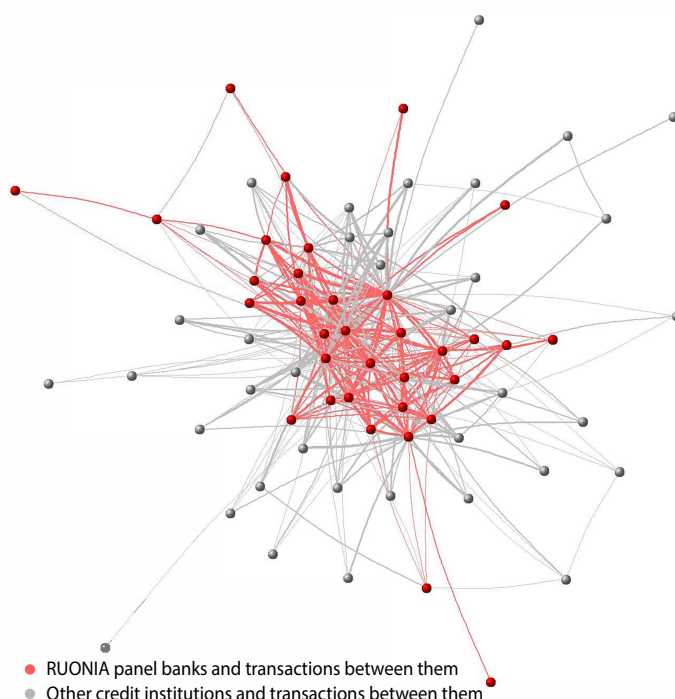 RUONIA panel banks and transactions between them
Other credit institutions and transactions between them